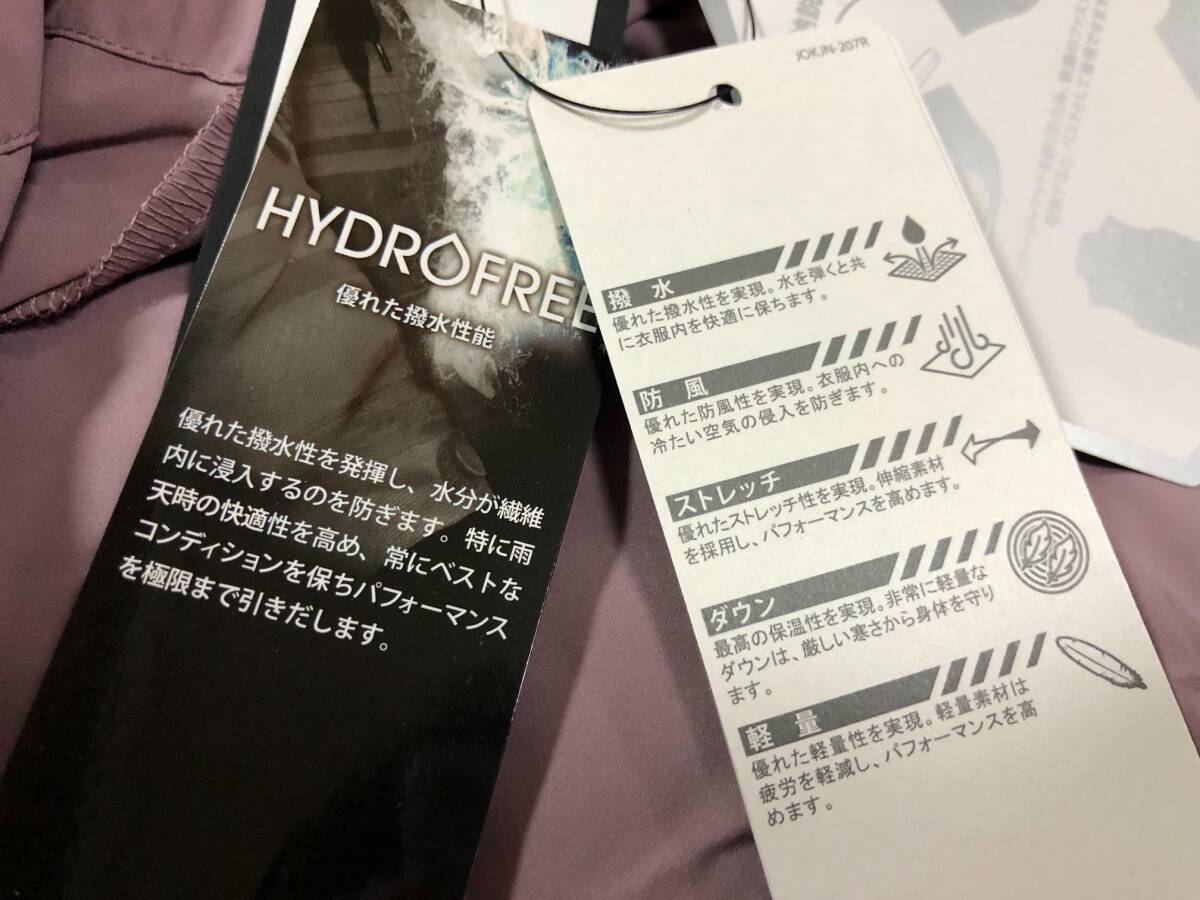 HYDROFREE
優れた撥水性能
優れた撥水性を発揮し、水分が繊維
内に浸入するのを防ぎます。特に雨
天時の快適性を高め、常にベストな
コンディションを保ちパフォーマンス
を極限まで引きだします。
JDKJN-207R
撥水
優れた撥水性を実現。水を弾くと共
に衣服内を快適に保ちます。
防風
優れた防風性を実現。衣服内への
冷たい空気の侵入を防ぎます。
ストレッチ
優れたストレッチ性を実現。伸縮素材
を採用し、パフォーマンスを高めます。
ダウン
最高の保温性を実現。非常に軽量な
ダウンは、厳しい寒さから身体を守り
ます。
軽量
優れた軽量性を実現。軽量素材は
疲労を軽減し、パフォーマンスを高
めます。